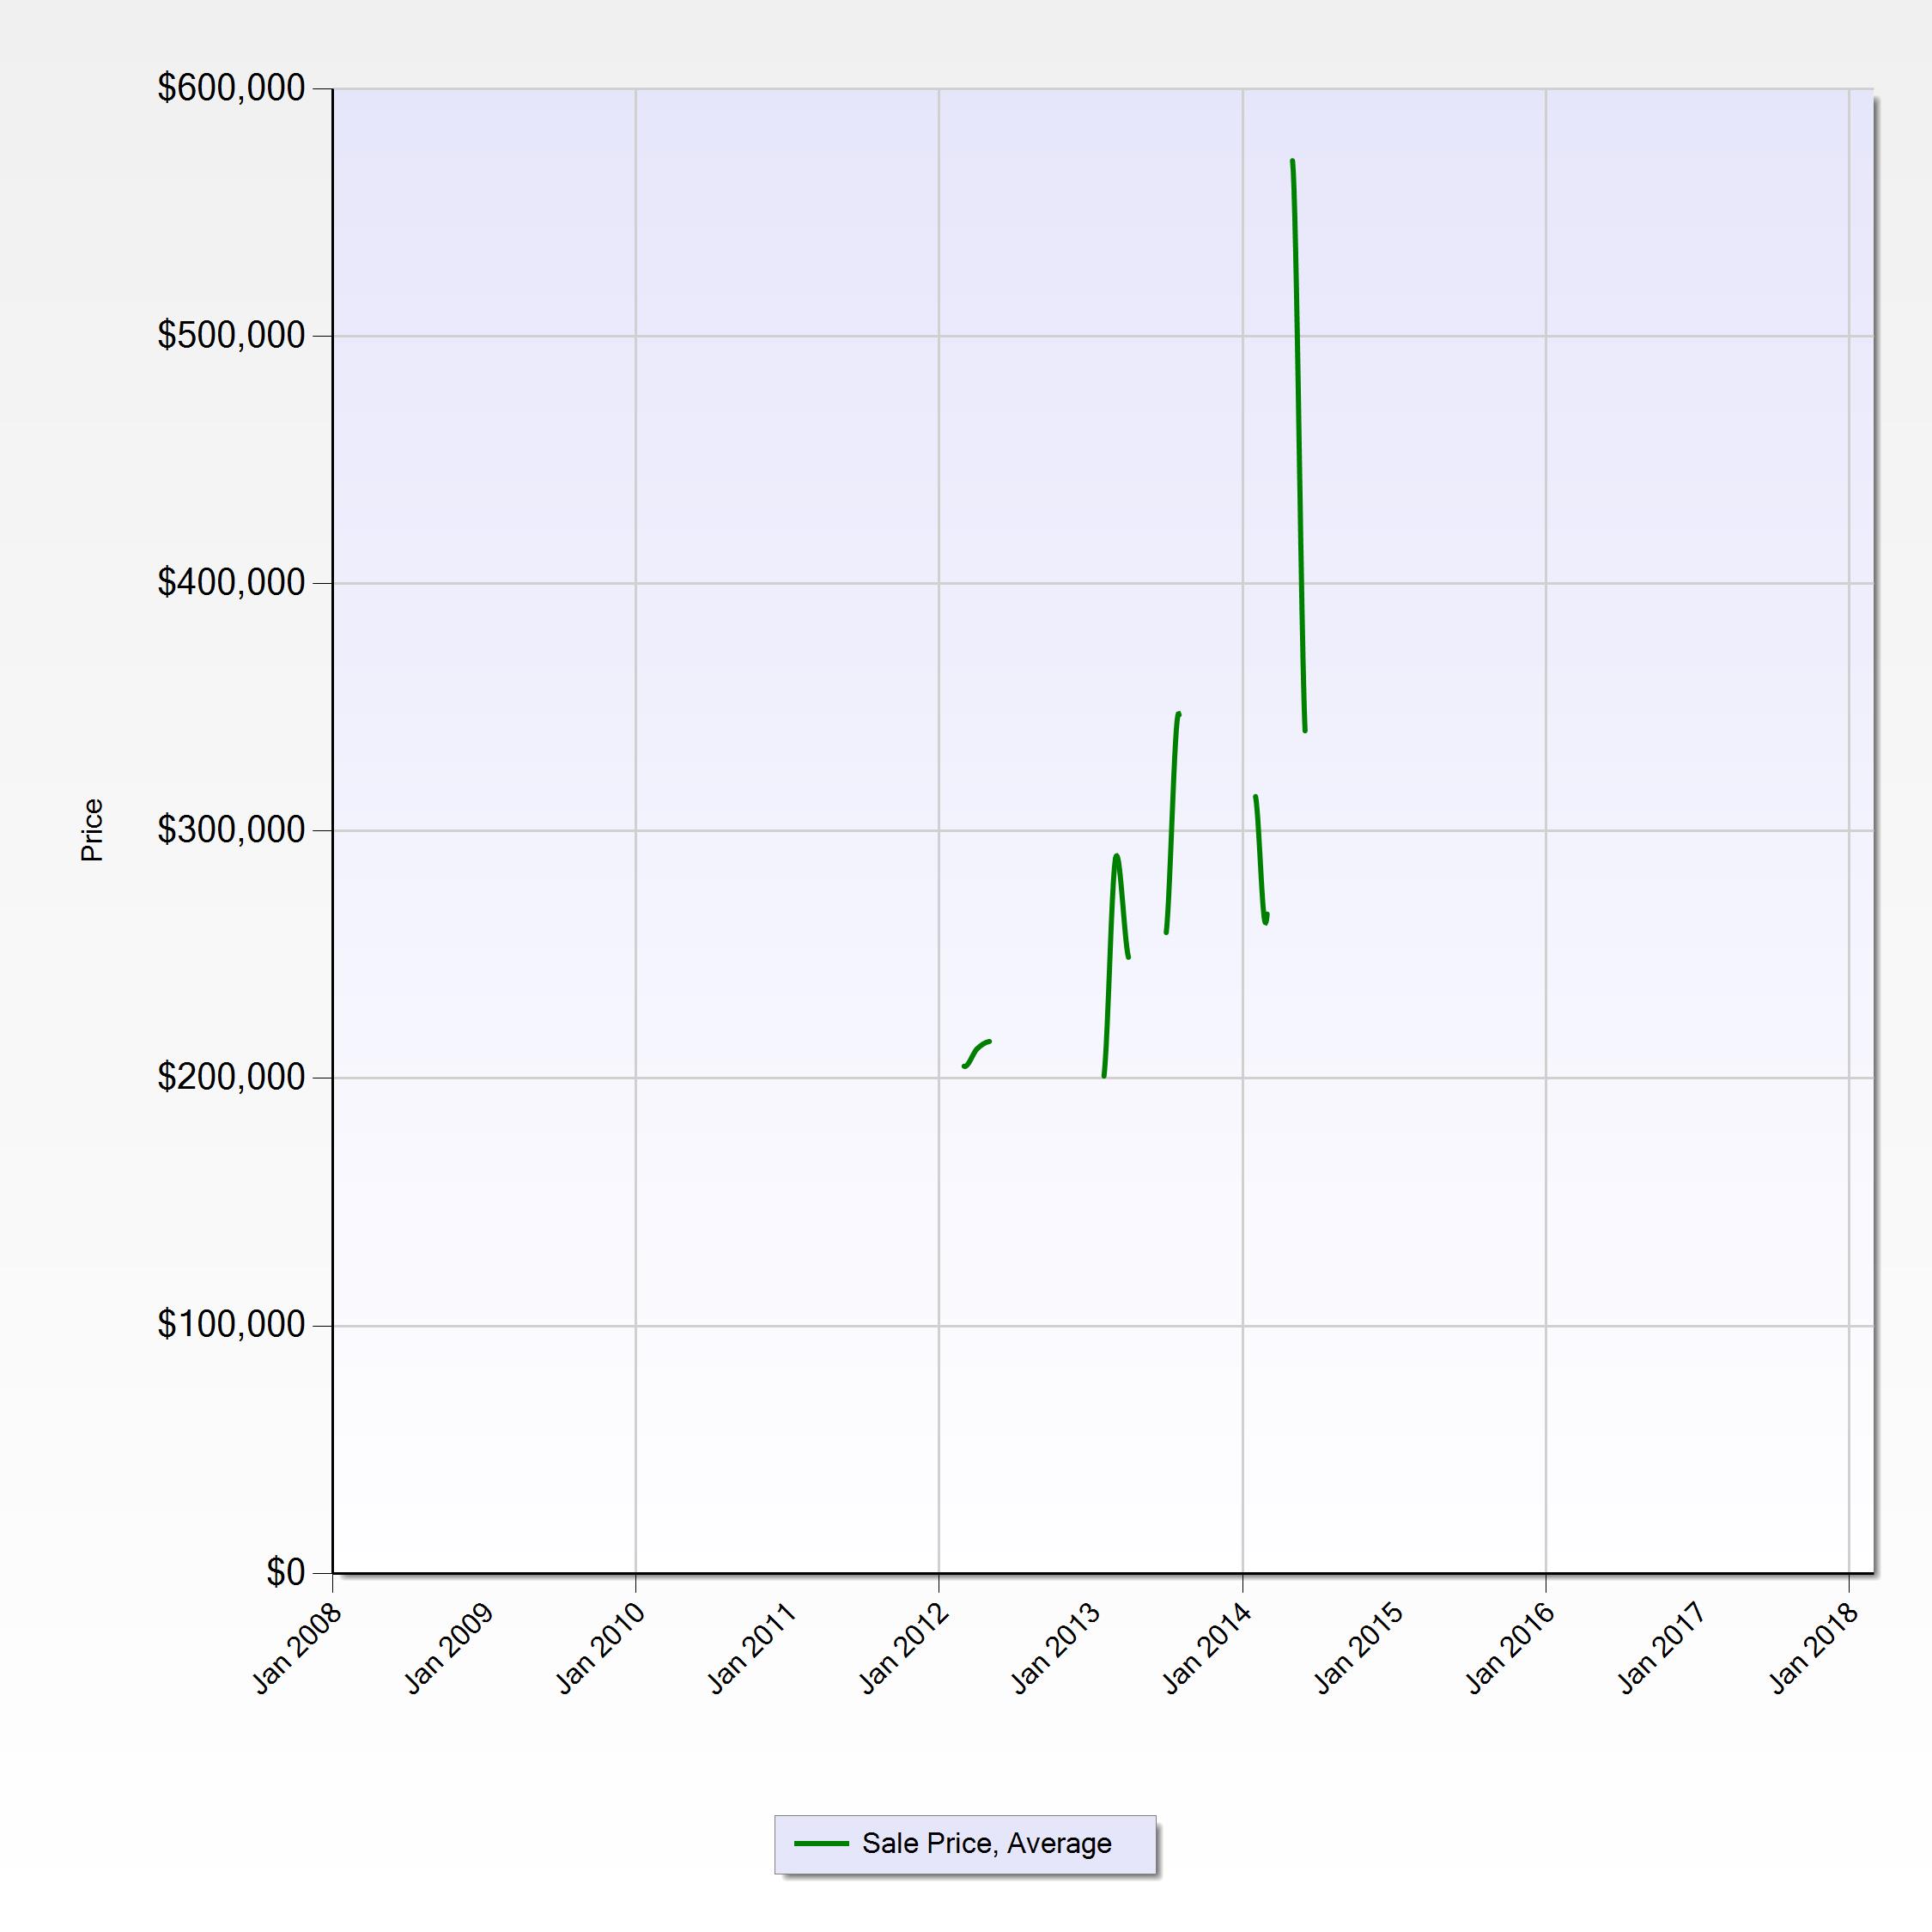 $600,000
$500,000
$400,000
$300,000
$200,000
$100,000
$0
Price
Jan 2008
Jan 2009
Jan 2010
Jan 2011
Jan 2012
Jan 2013
Jan 2014
Jan 2015
Jan 2016
Jan 2017
Jan 2018
Sale Price, Average